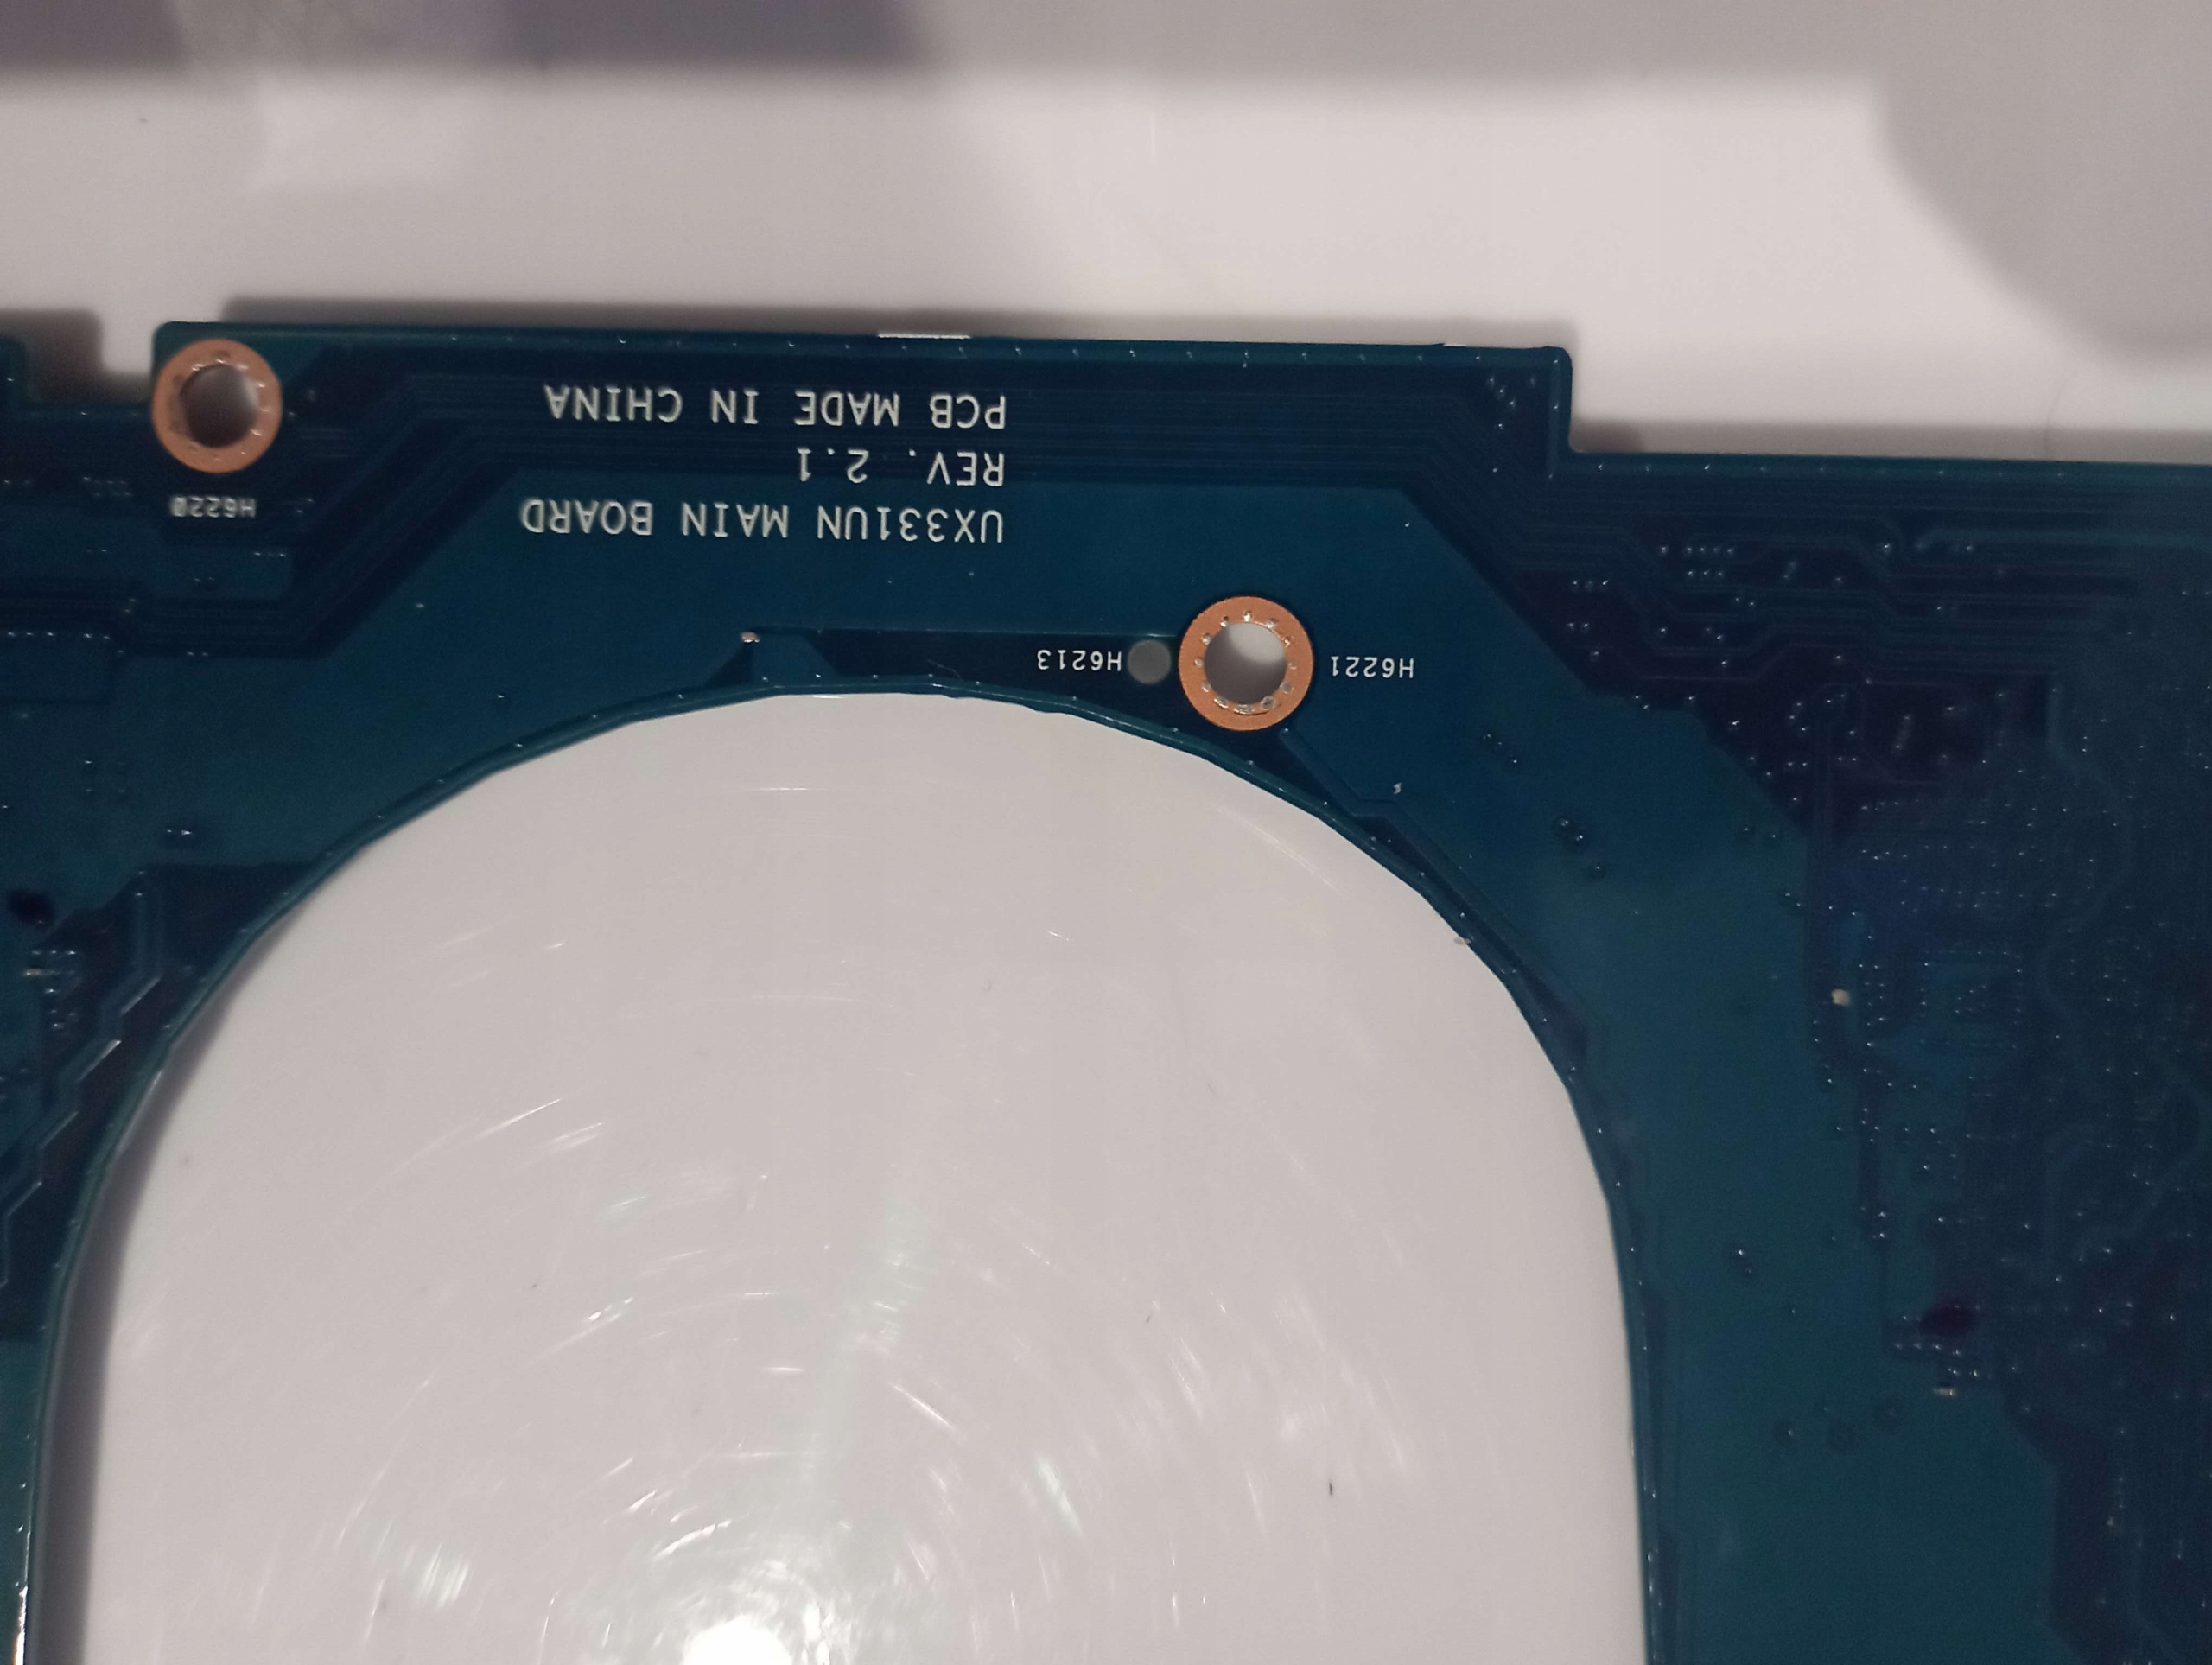 UX331UN MAIN BOARD
REV. 2.1
PCB MADE IN CHINA
H6220
H6221
H6213